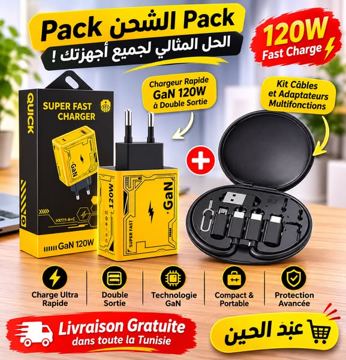 Pack الشحن Pack
الحل المثالي لجميع أجهزتك !
120W
Fast Charge
Chargeur Rapide
GaN 120W
à Double Sortie
Kit Câbles
et Adaptateurs
Multifonctions
QUICK
SUPER FAST
CHARGER
GaN 120W
GaN
SUPER FAST
Charge Ultra
Rapide
Double
Sortie
Technologie
GaN
Compact &
Portable
Protection
Avancée
Livraison Gratuite
dans toute la Tunisie
عبد الحين